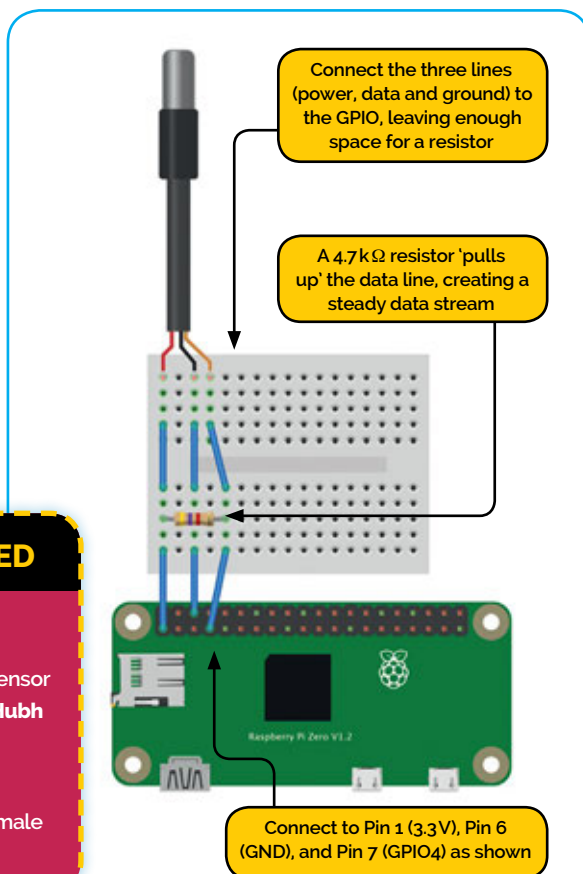 Connect the three lines
(power, data and ground) to
the GPIO, leaving enough
space for a resistor
A 4.7k Ω resistor ‘pulls
up’ the data line, creating a
steady data stream
ED
ensor
male
Raspberry Pi Zero V1.2
Connect to Pin 1 (3.3V), Pin 6
(GND), and Pin 7 (GPIO4) as shown